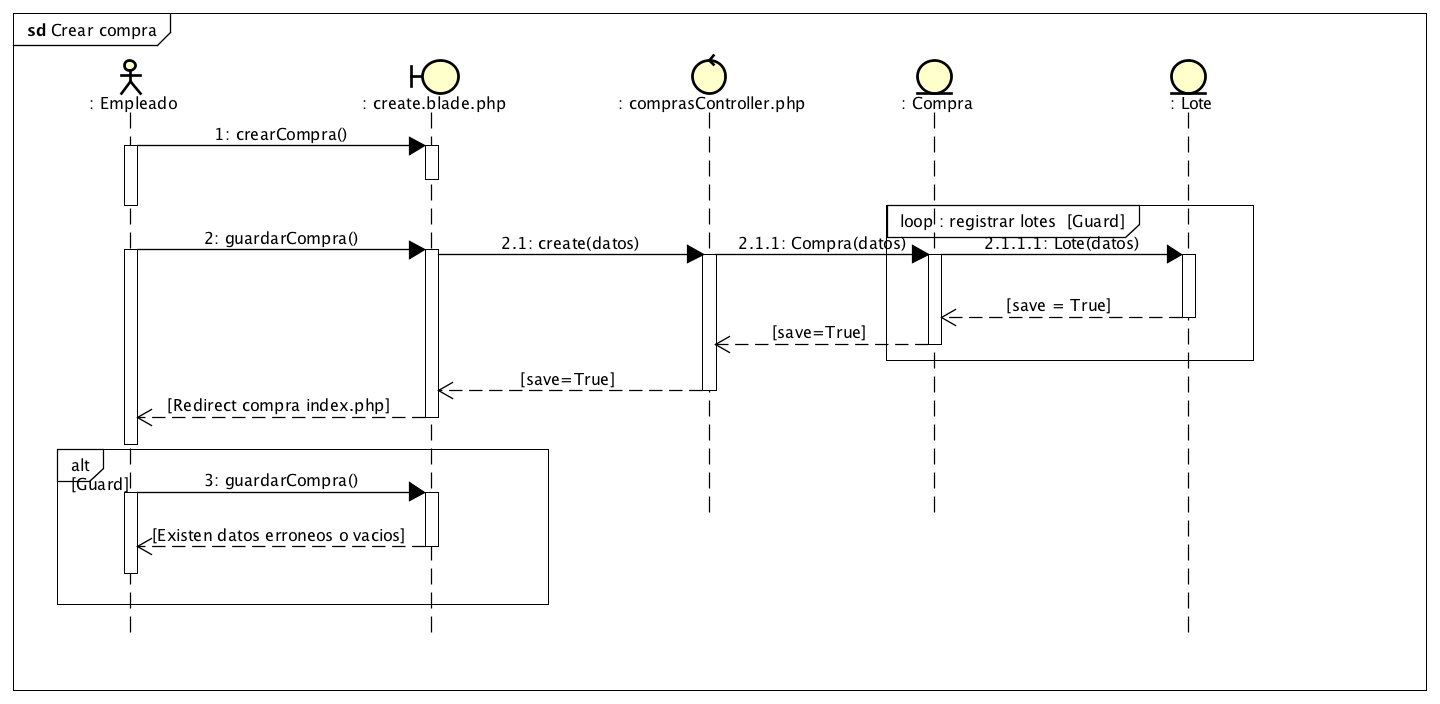 sd Crear compra
: Empleado
: create.blade.php
: comprasController.php
: Compra
: Lote
1: crearCompra()
loop : registrar lotes [Guard]
2: guardarCompra()
2.1: create(datos)
2.1.1: Compra(datos)
2.1.1.1: Lote(datos)
[save = True]
[save=True]
[save=True]
[Redirect compra index.php]
alt
[Guard]
3: guardarCompra()
[Existen datos erroneos o vacios]